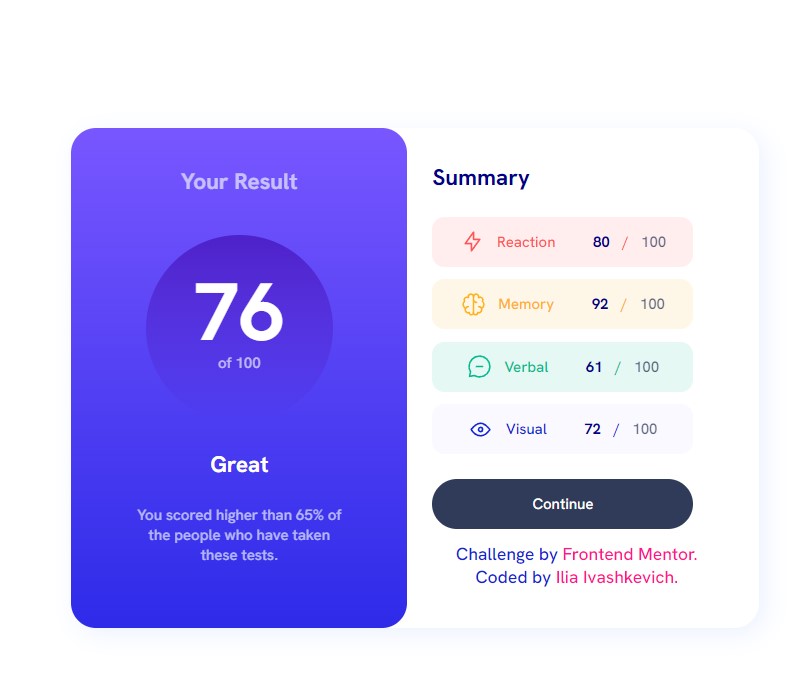 Your Result
76
of 100
Great
You scored higher than 65% of
the people who have taken
these tests.
Summary
Reaction 80 / 100
Memory 92 / 100
Verbal 61 / 100
Visual 72 / 100
Continue
Challenge by Frontend Mentor.
Coded by Ilia Ivashkevich.